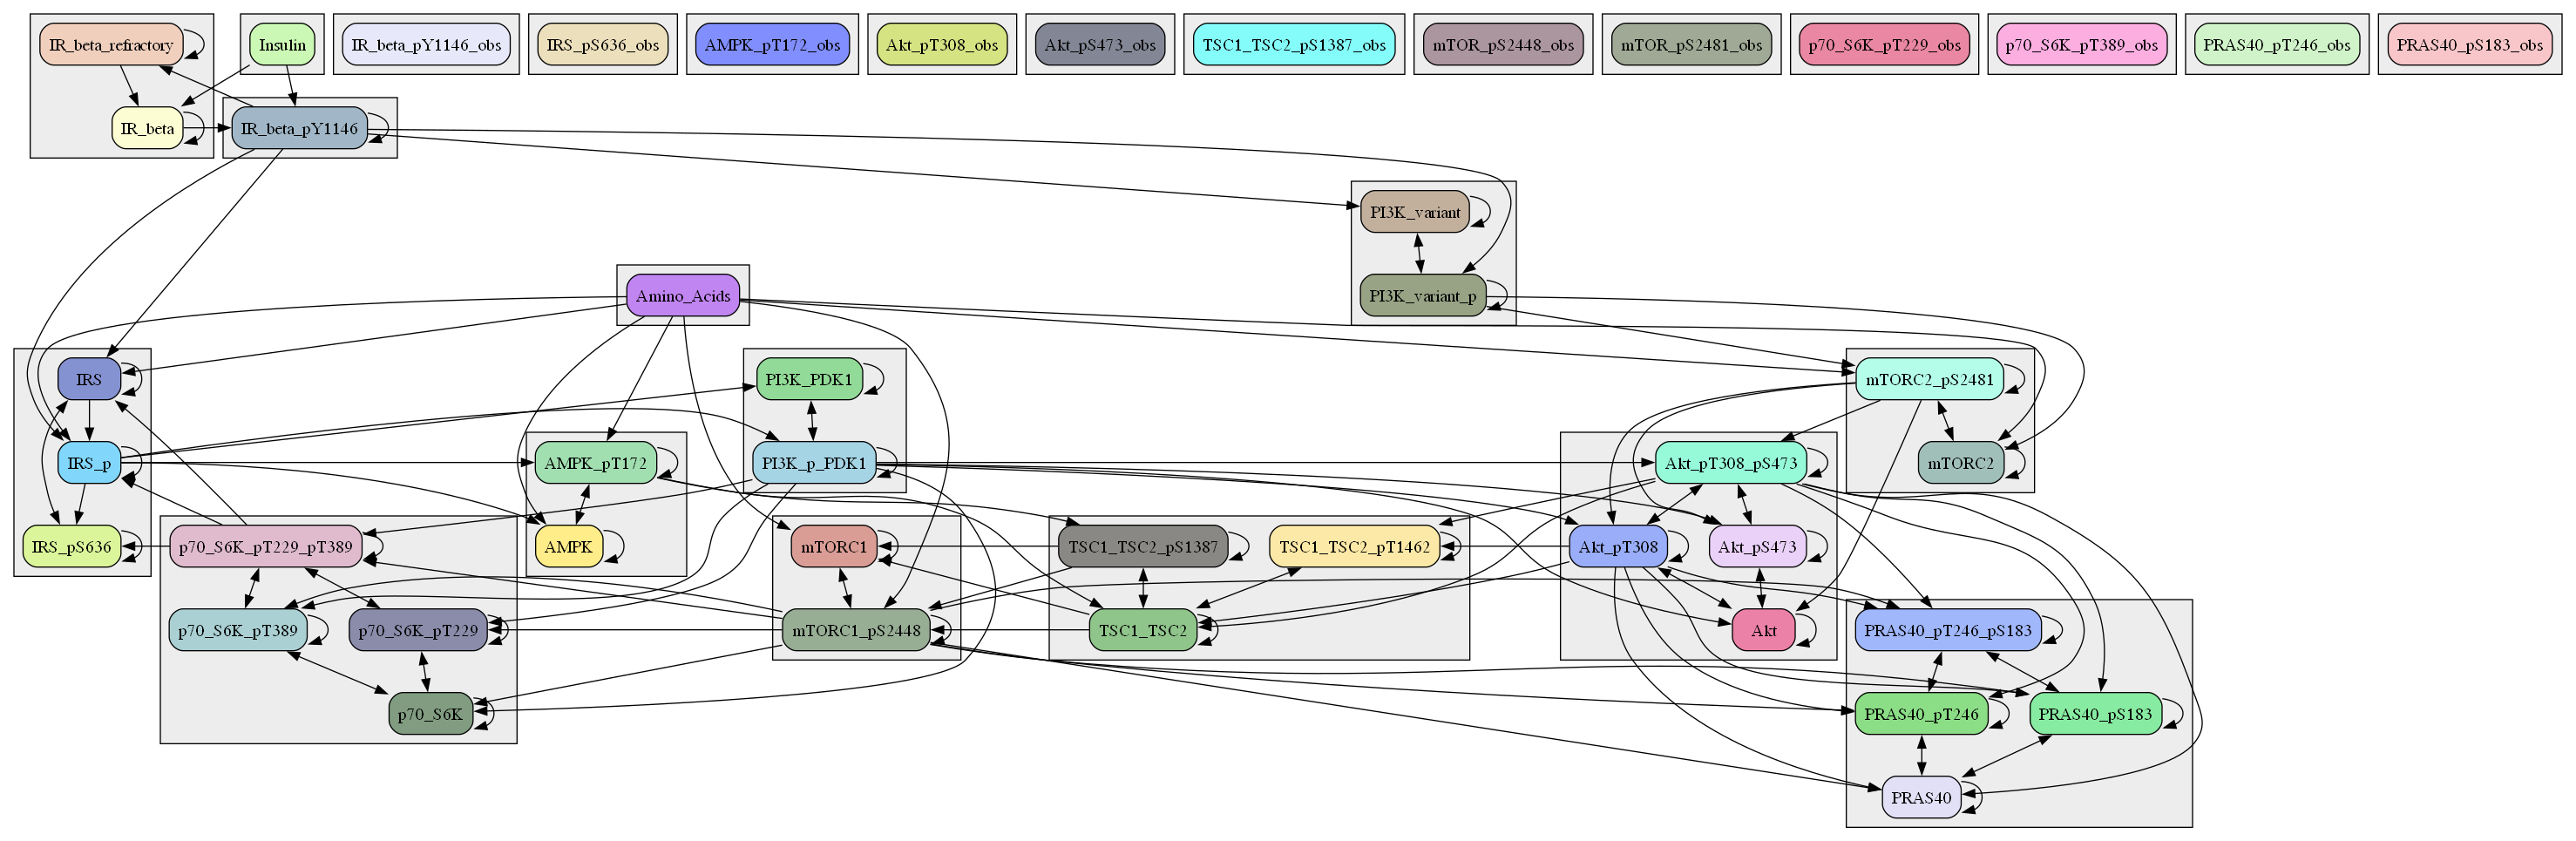 IR_beta_refractory
Insulin
IR_beta_pY1146_obs
IRS_pS636_obs
AMPK_pT172_obs
Akt_pT308_obs
Akt_pS473_obs
TSC1_TSC2_pS1387_obs
mTOR_pS2448_obs
mTOR_pS2481_obs
p70_S6K_pT229_obs
p70_S6K_pT389_obs
PRAS40_pT246_obs
PRAS40_pS183_obs
IR_beta
IR_beta_pY1146
PI3K_variant
Amino_Acids
PI3K_variant_p
IRS
PI3K_PDK1
mTORC2_pS2481
IRS_p
AMPK_pT172
PI3K_p_PDK1
Akt_pT308_pS473
mTORC2
IRS_pS636
p70_S6K_pT229_pT389
AMPK
mTORC1
TSC1_TSC2_pS1387
TSC1_TSC2_pT1462
Akt_pT308
Akt_pS473
p70_S6K_pT389
p70_S6K_pT229
mTORC1_pS2448
TSC1_TSC2
Akt
PRAS40_pT246_pS183
p70_S6K
PRAS40_pT246
PRAS40_pS183
PRAS40